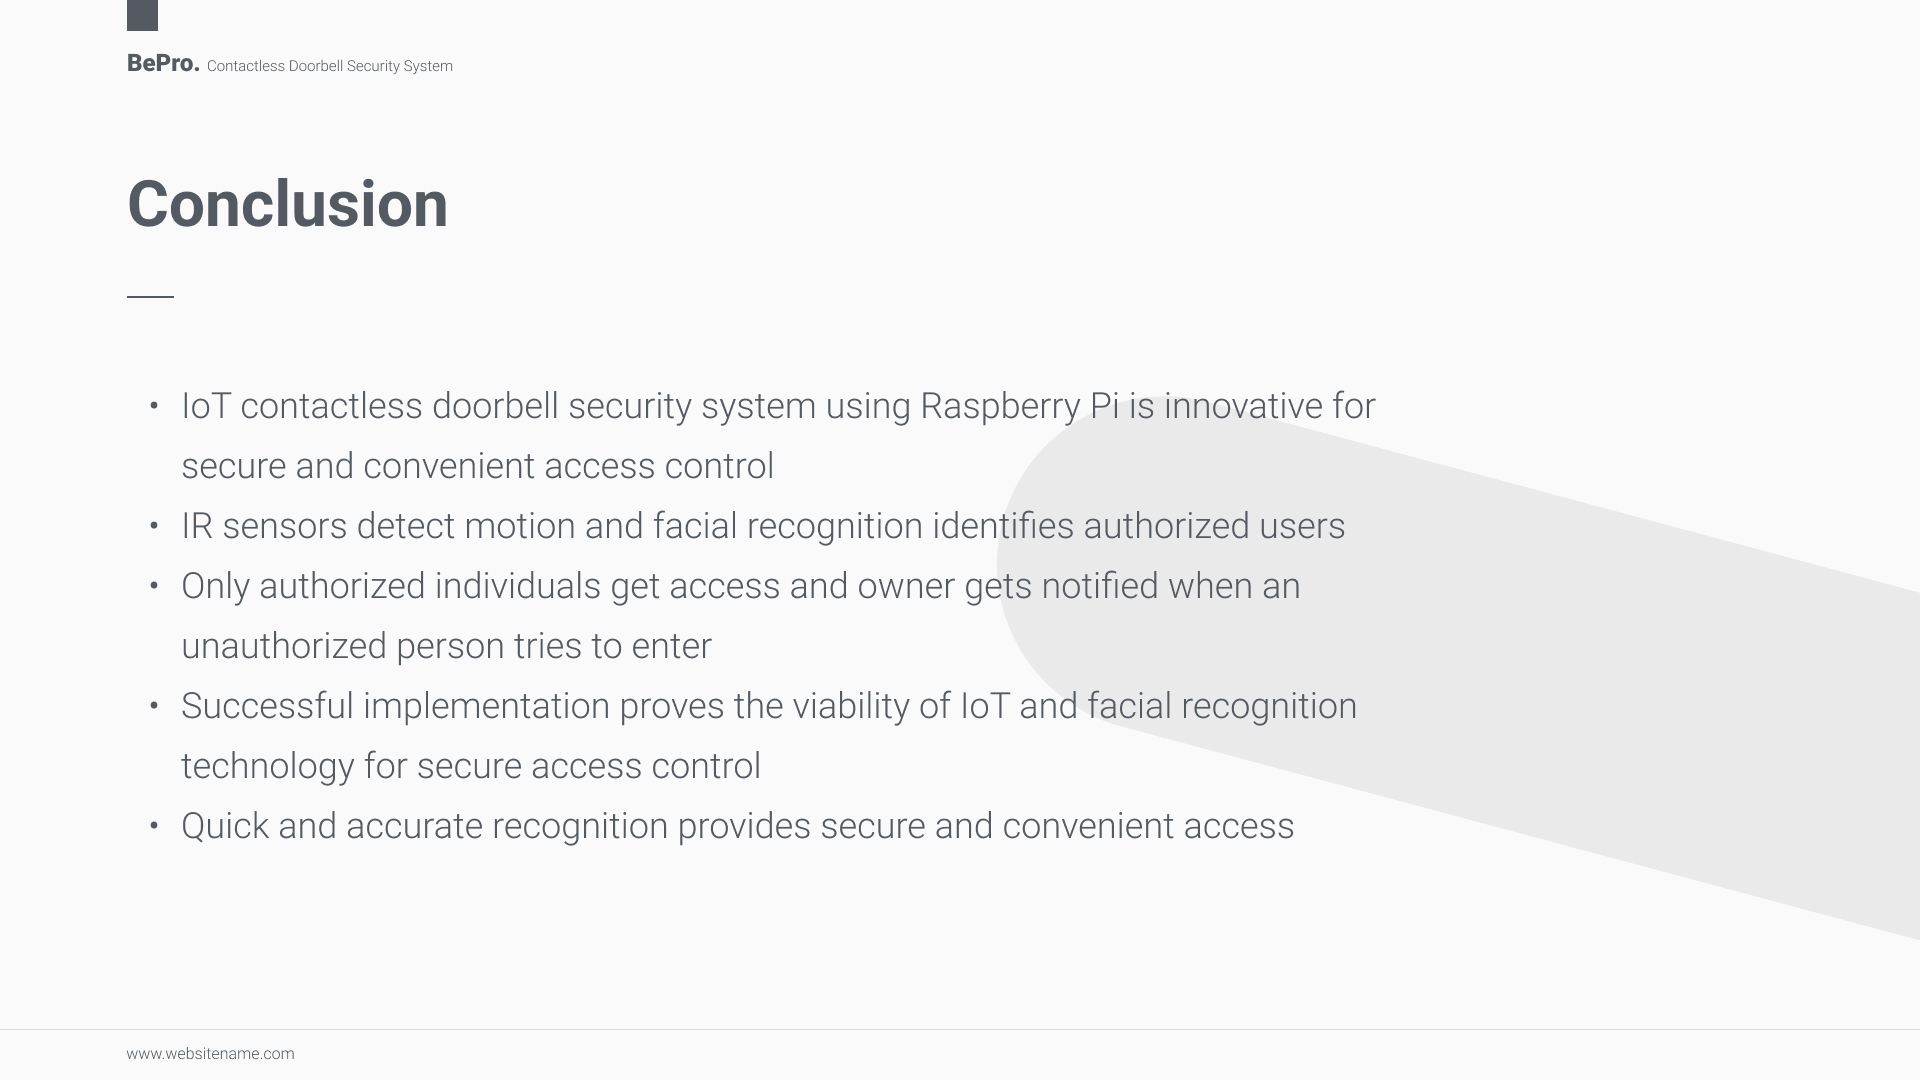 BePro. Contactless Doorbell Security System
Conclusion
• IoT contactless doorbell security system using Raspberry Pi is innovative for
secure and convenient access control
• IR sensors detect motion and facial recognition identifies authorized users
• Only authorized individuals get access and owner gets notified when an
unauthorized person tries to enter
• Successful implementation proves the viability of IoT and facial recognition
technology for secure access control
• Quick and accurate recognition provides secure and convenient access
www.websitename.com